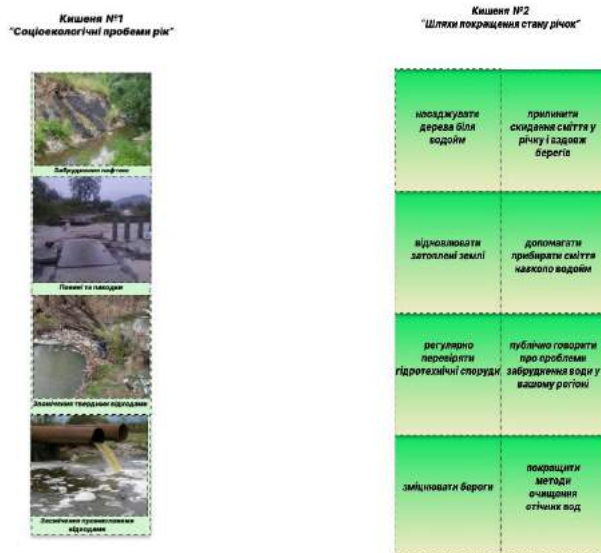 Кишеня №1
"Соціоекологічні пробеми рік"
Забруднення нафтою
Повені та паводки
Засмічення твердими відходами
Засмічення промисловими
відходами
Кишеня №2
"Шляхи покращення стану річок"
насаджувати
дерева біля
водойм
припинити
скидання сміття у
річку і вздовж
берегів
відновлювати
затоплені землі
допомагати
прибирати сміття
навколо водойм
регулярно
перевіряти
гідротехнічні споруди
публічно говорити
про проблеми
забруднення води у
вашому регіоні
зміцнювати береги
покращити
методи
очищення
стічних вод